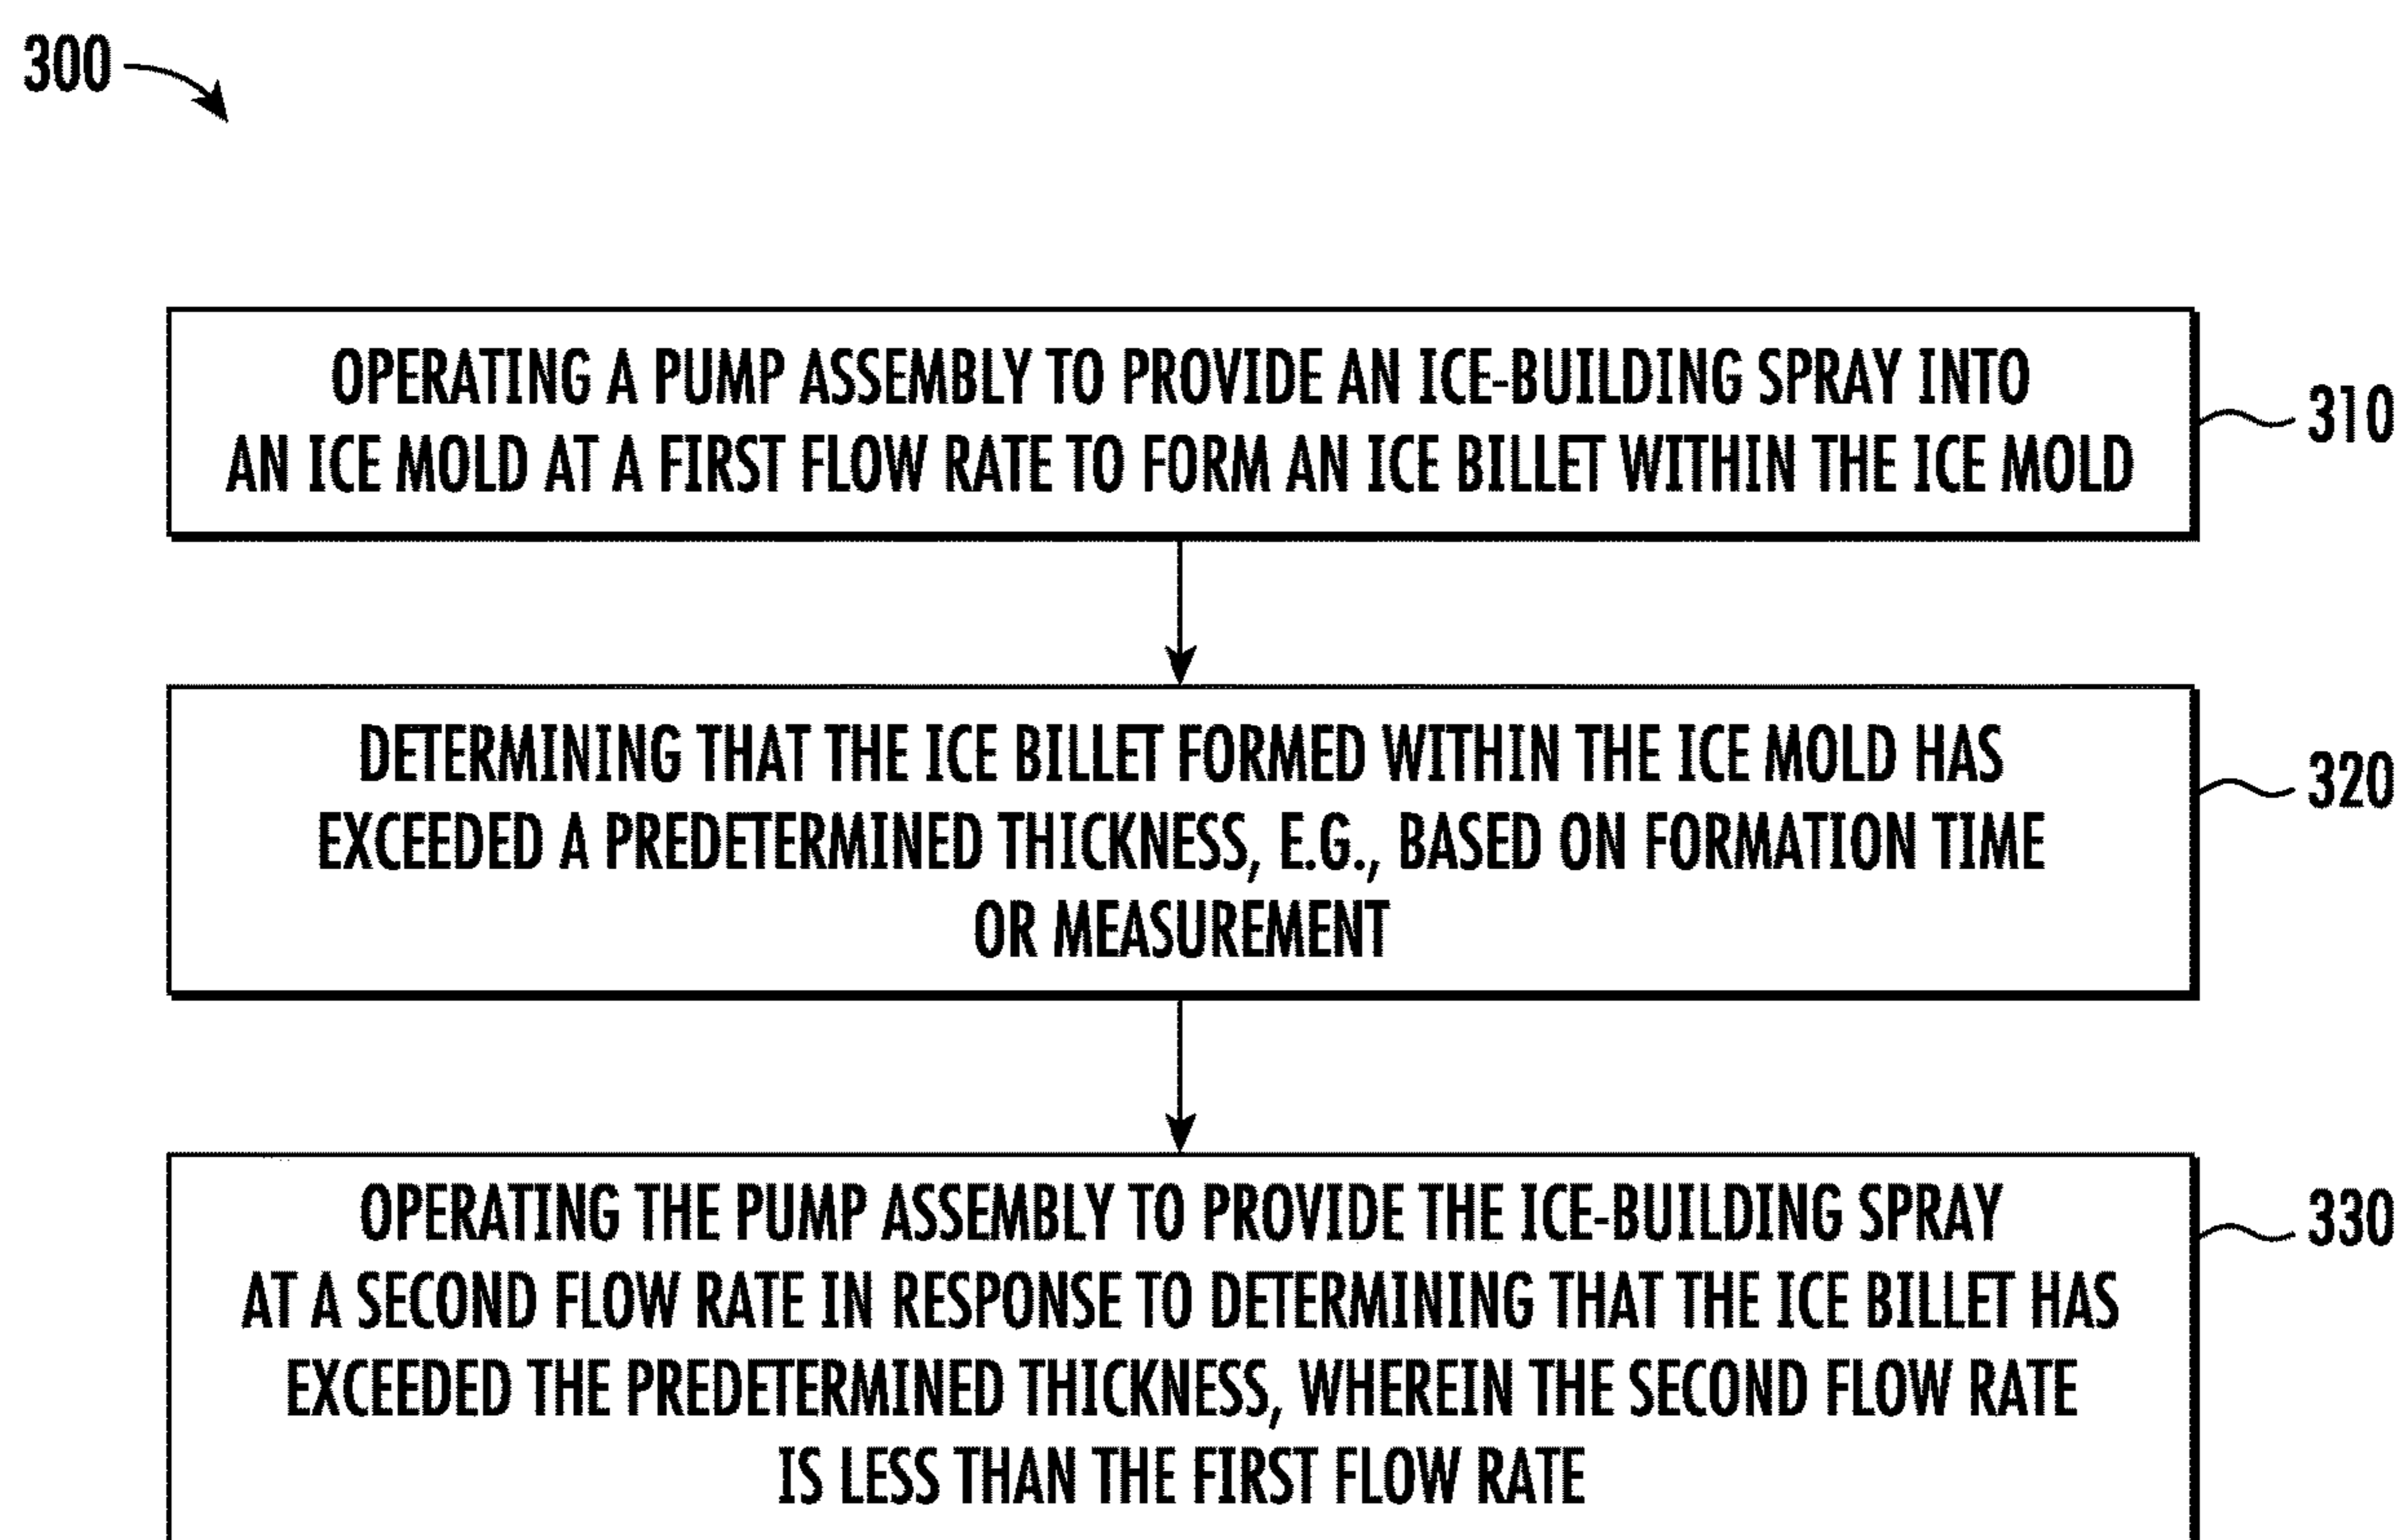 300
OPERATING A PUMP ASSEMBLY TO PROVIDE AN ICE-BUILDING SPRAY INTO
AN ICE MOLD AT A FIRST FLOW RATE TO FORM AN ICE BILLET WITHIN THE ICE MOLD
310
DETERMINING THAT THE ICE BILLET FORMED WITHIN THE ICE MOLD HAS
EXCEEDED A PREDETERMINED THICKNESS, E.G., BASED ON FORMATION TIME
OR MEASUREMENT
320
OPERATING THE PUMP ASSEMBLY TO PROVIDE THE ICE-BUILDING SPRAY
AT A SECOND FLOW RATE IN RESPONSE TO DETERMINING THAT THE ICE BILLET HAS
EXCEEDED THE PREDETERMINED THICKNESS, WHEREIN THE SECOND FLOW RATE
IS LESS THAN THE FIRST FLOW RATE
330